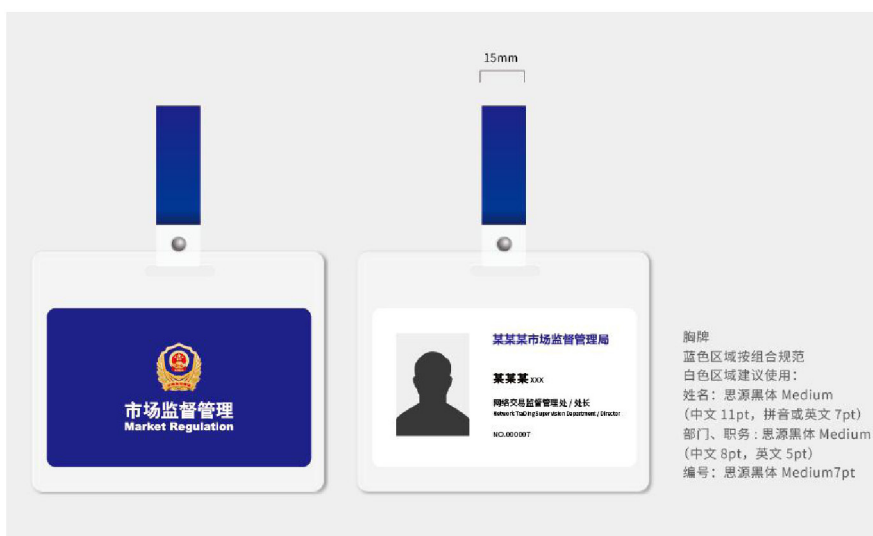 15mm
市场监督管理
Market Regulation
某某某市场监督管理局
某某某 xxx
网络交易监督管理处 / 处长
Network TraDing Supervision Department / Director
NO.000007
胸牌
蓝色区域按组合规范
白色区域建议使用：
姓名：思源黑体 Medium
(中文 11pt，拼音或英文 7pt)
部门、职务 : 思源黑体 Medium
(中文 8pt，英文 5pt)
编号：思源黑体 Medium7pt